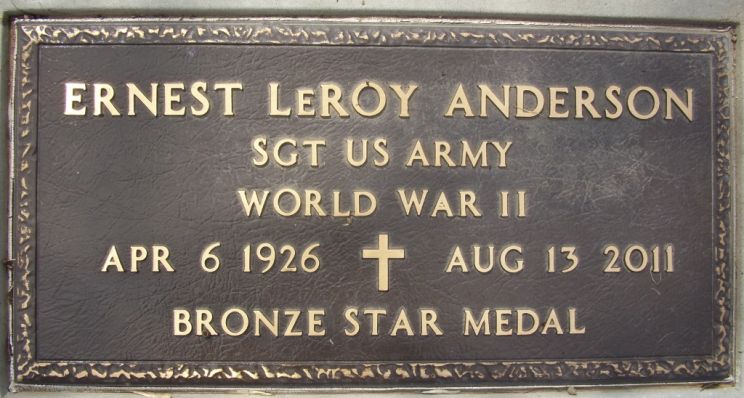 ERNEST LEROY ANDERSON
SGT US ARMY
WORLD WAR II
APR 6 1926 AUG 13 2011
BRONZE STAR MEDAL